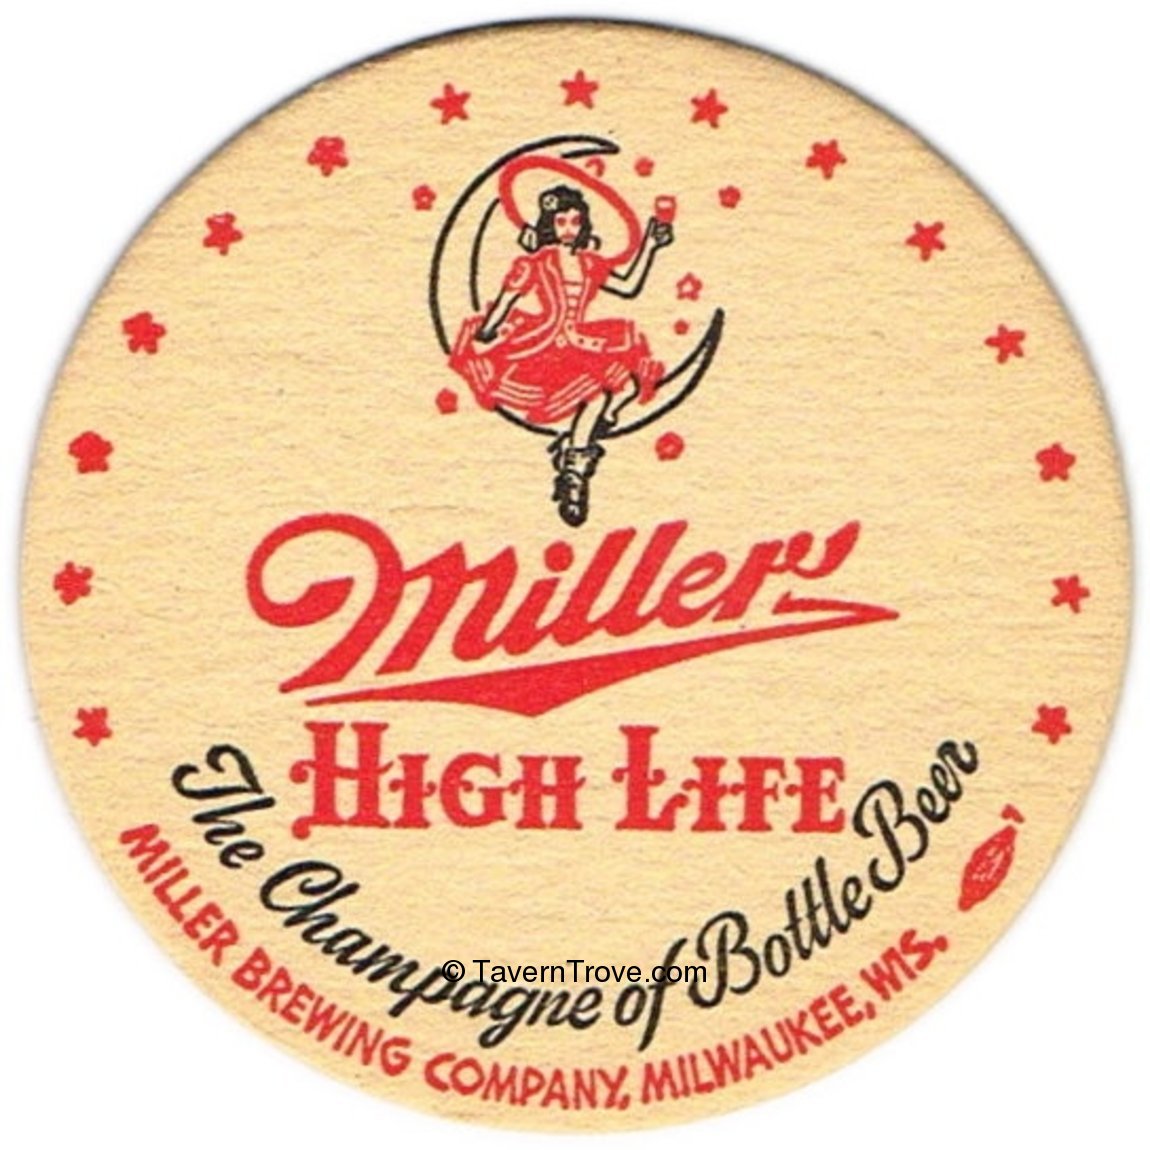 Miller
HIGH LIFE
The Champagne of Bottle Beer
MILLER BREWING COMPANY, MILWAUKEE, WIS.
© TavernTrove.com